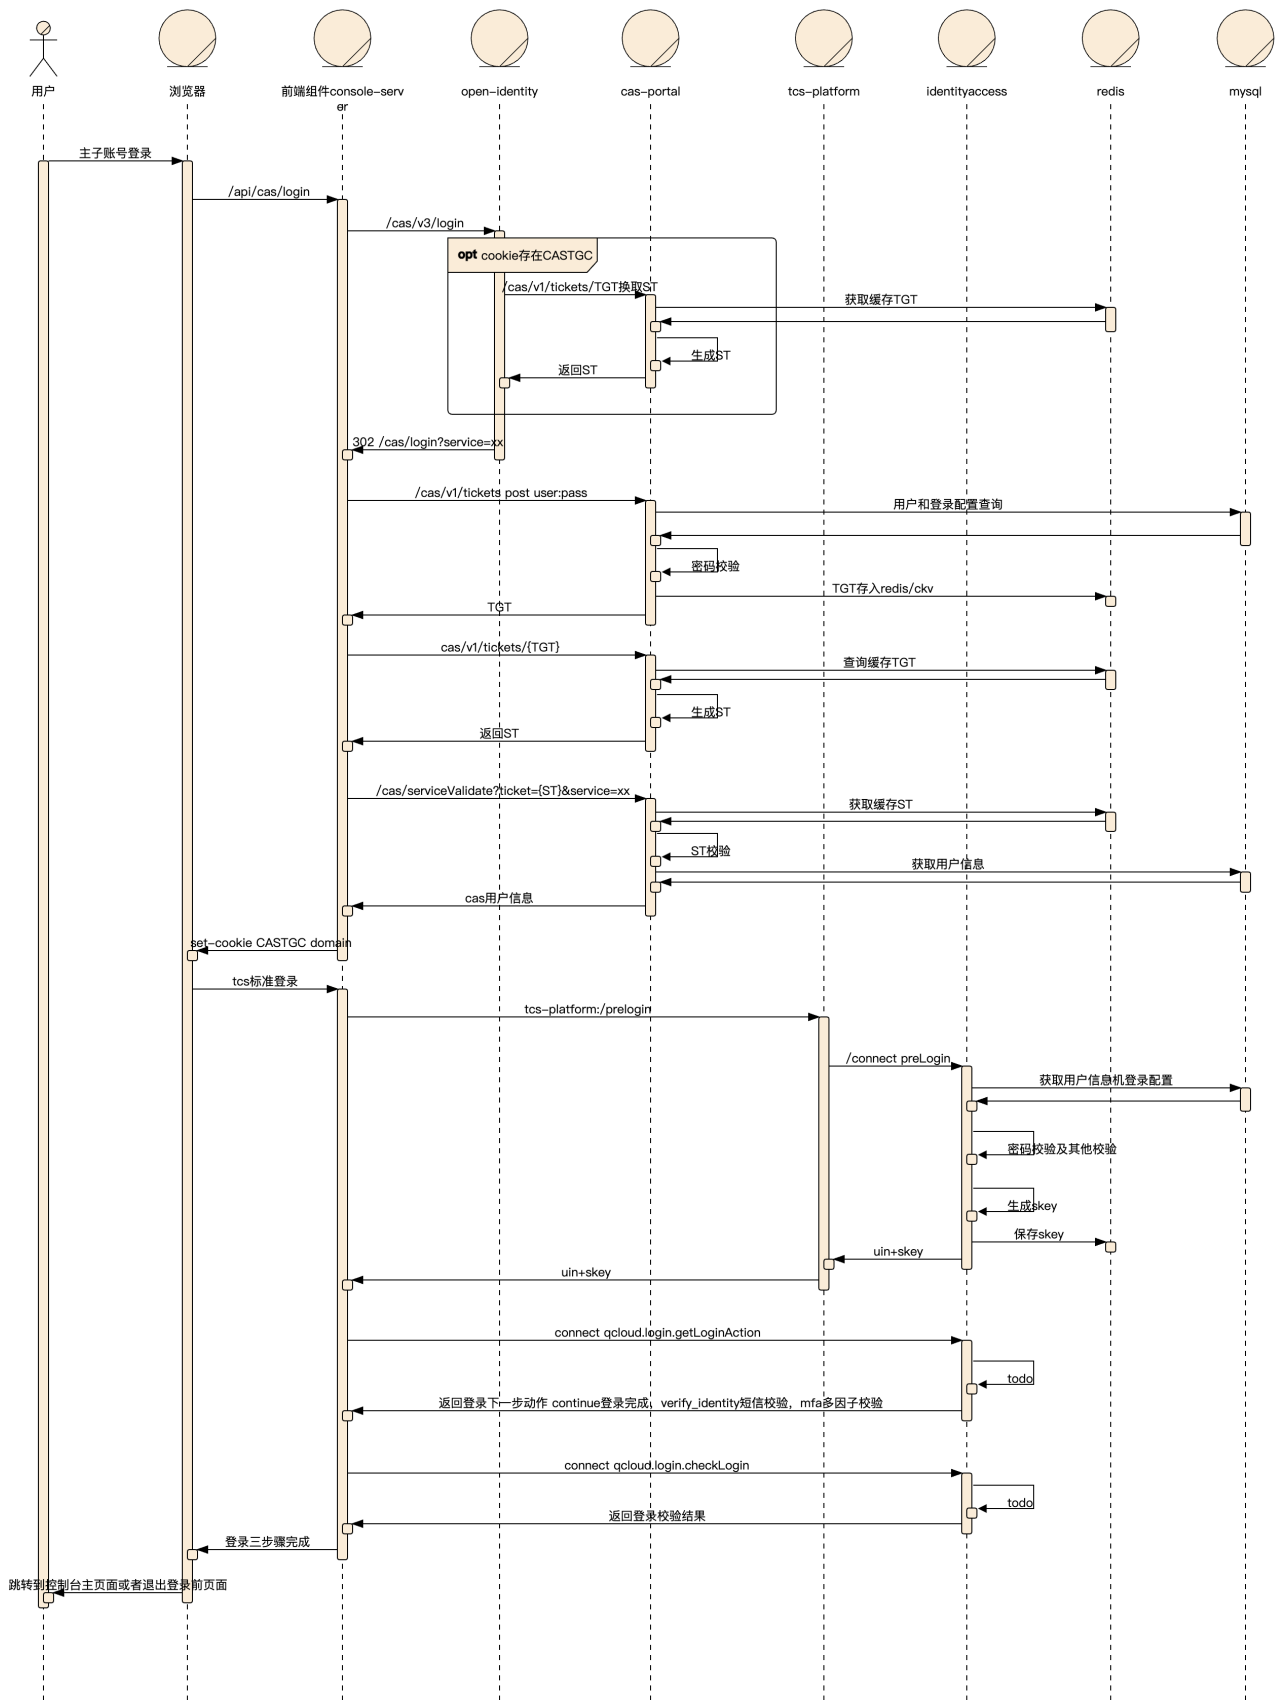 用户
浏览器
前端组件console-serv
er
open-identity
cas-portal
tcs-platform
identityaccess
redis
mysql
主子账号登录
/api/cas/login
/cas/v3/login
opt cookie存在CASTGC
/cas/v1/tickets/TGT换取ST
获取缓存TGT
生成ST
返回ST
302 /cas/login?service=xx
/cas/v1/tickets post user:pass
用户和登录配置查询
密码校验
TGT存入redis/ckv
TGT
cas/v1/tickets/{TGT}
查询缓存TGT
生成ST
返回ST
/cas/serviceValidate?ticket={ST}&service=xx
获取缓存ST
ST校验
获取用户信息
cas用户信息
set-cookie CASTGC domain
tcs标准登录
tcs-platform:/prelogin
/connect preLogin
获取用户信息机登录配置
密码校验及其他校验
生成skey
保存skey
uin+skey
uin+skey
connect qcloud.login.getLoginAction
todo
返回登录下一步动作 continue登录完成，verify_identity短信校验，mfa多因子校验
connect qcloud.login.checkLogin
todo
返回登录校验结果
登录三步骤完成
跳转到控制台主页面或者退出登录前页面